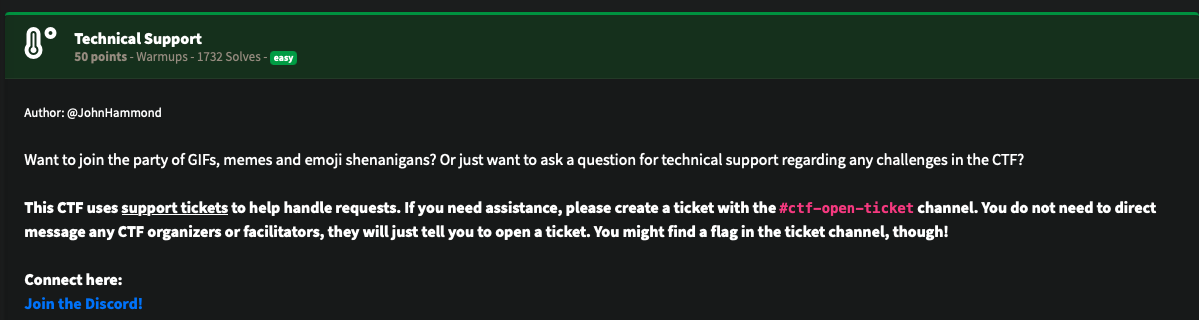 Technical Support
50 points - Warmups - 1732 Solves - easy
Author: @JohnHammond
Want to join the party of GIFs, memes and emoji shenanigans? Or just want to ask a question for technical support regarding any challenges in the CTF?
This CTF uses support tickets to help handle requests. If you need assistance, please create a ticket with the #ctf-open-ticket channel. You do not need to direct
message any CTF organizers or facilitators, they will just tell you to open a ticket. You might find a flag in the ticket channel, though!
Connect here:
Join the Discord!